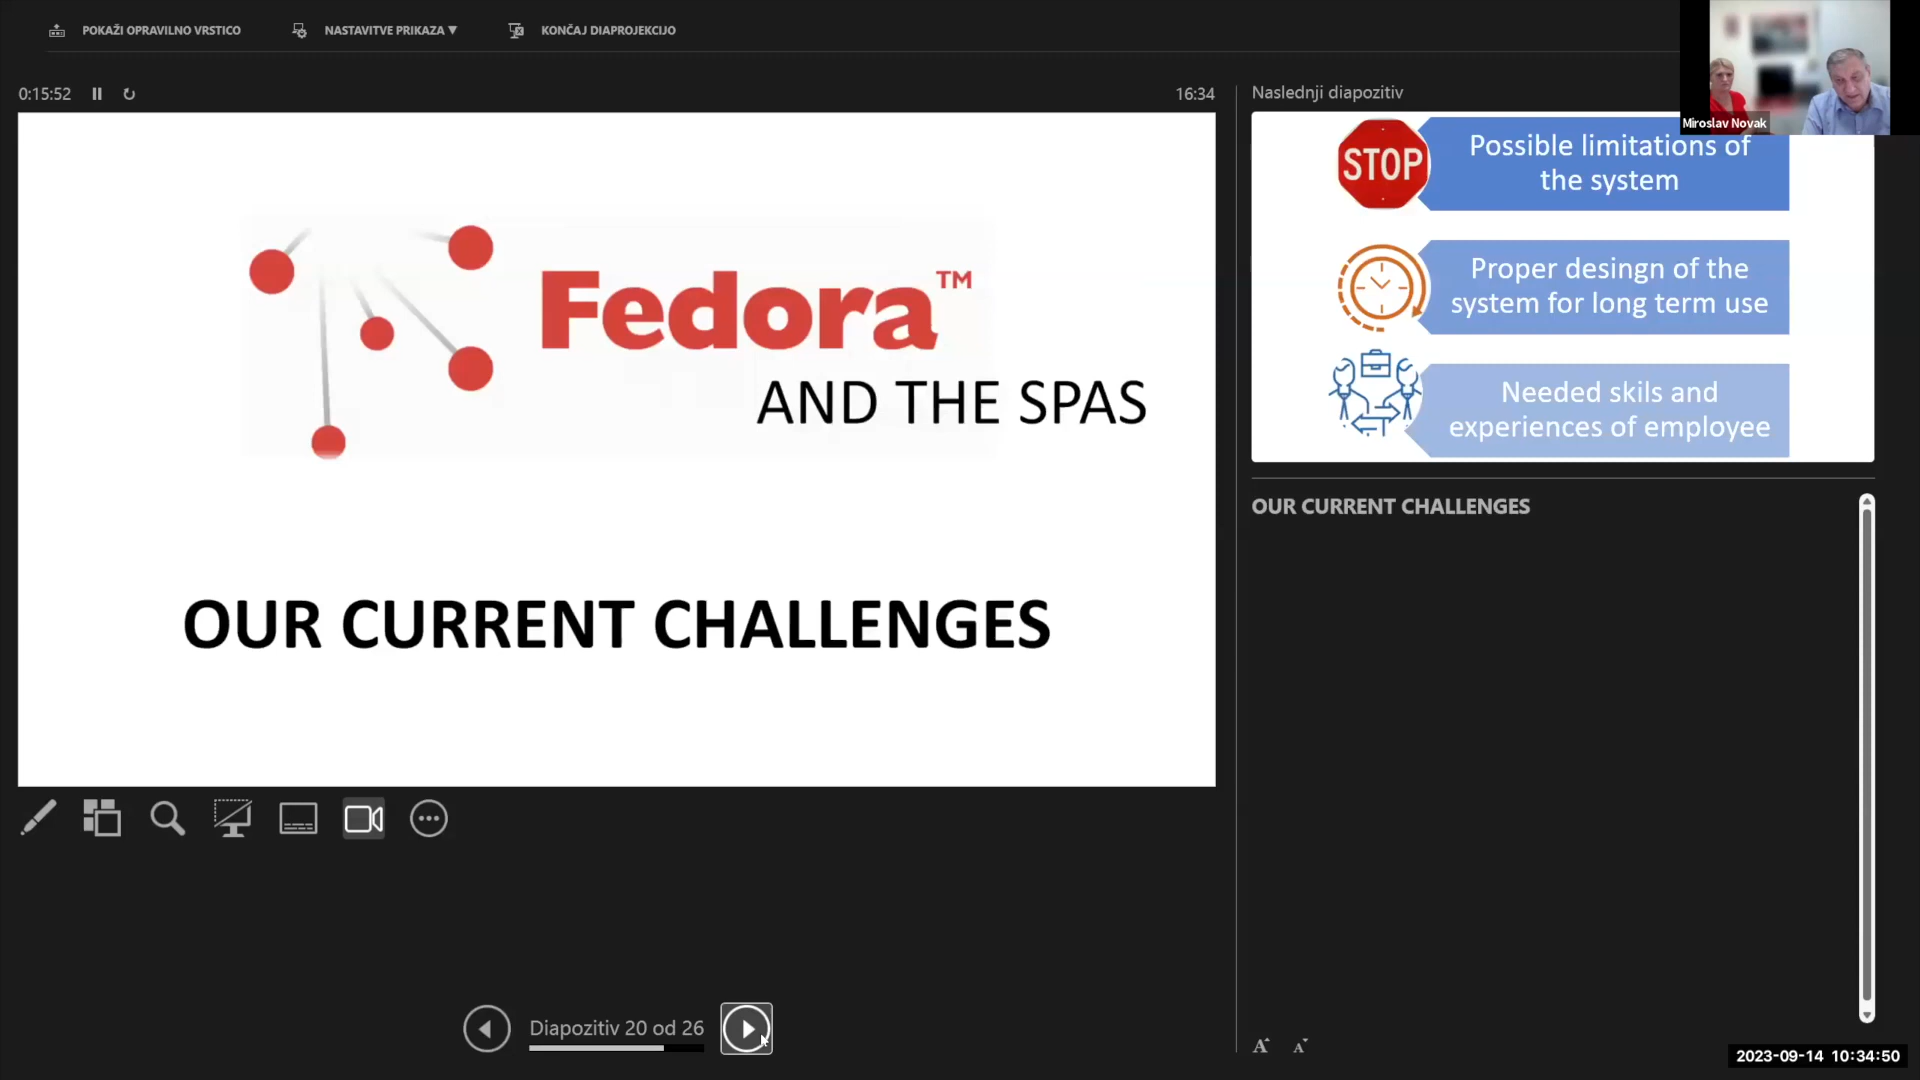 POKAŽI OPRAVILNO VRSTICO
NASTAVITVE PRIKAZA ▼
KONČAJ DIAPROJEKCIJO
0:15:52
16:34
Fedora™
AND THE SPAS
OUR CURRENT CHALLENGES
Diapozitiv 20 od 26
Naslednji diapozitiv
Miroslav Novak
STOP
Possible limitations of
the system
Proper desingn of the
system for long term use
Needed skils and
experiences of employee
OUR CURRENT CHALLENGES
A A
2023-09-14 10:34:50